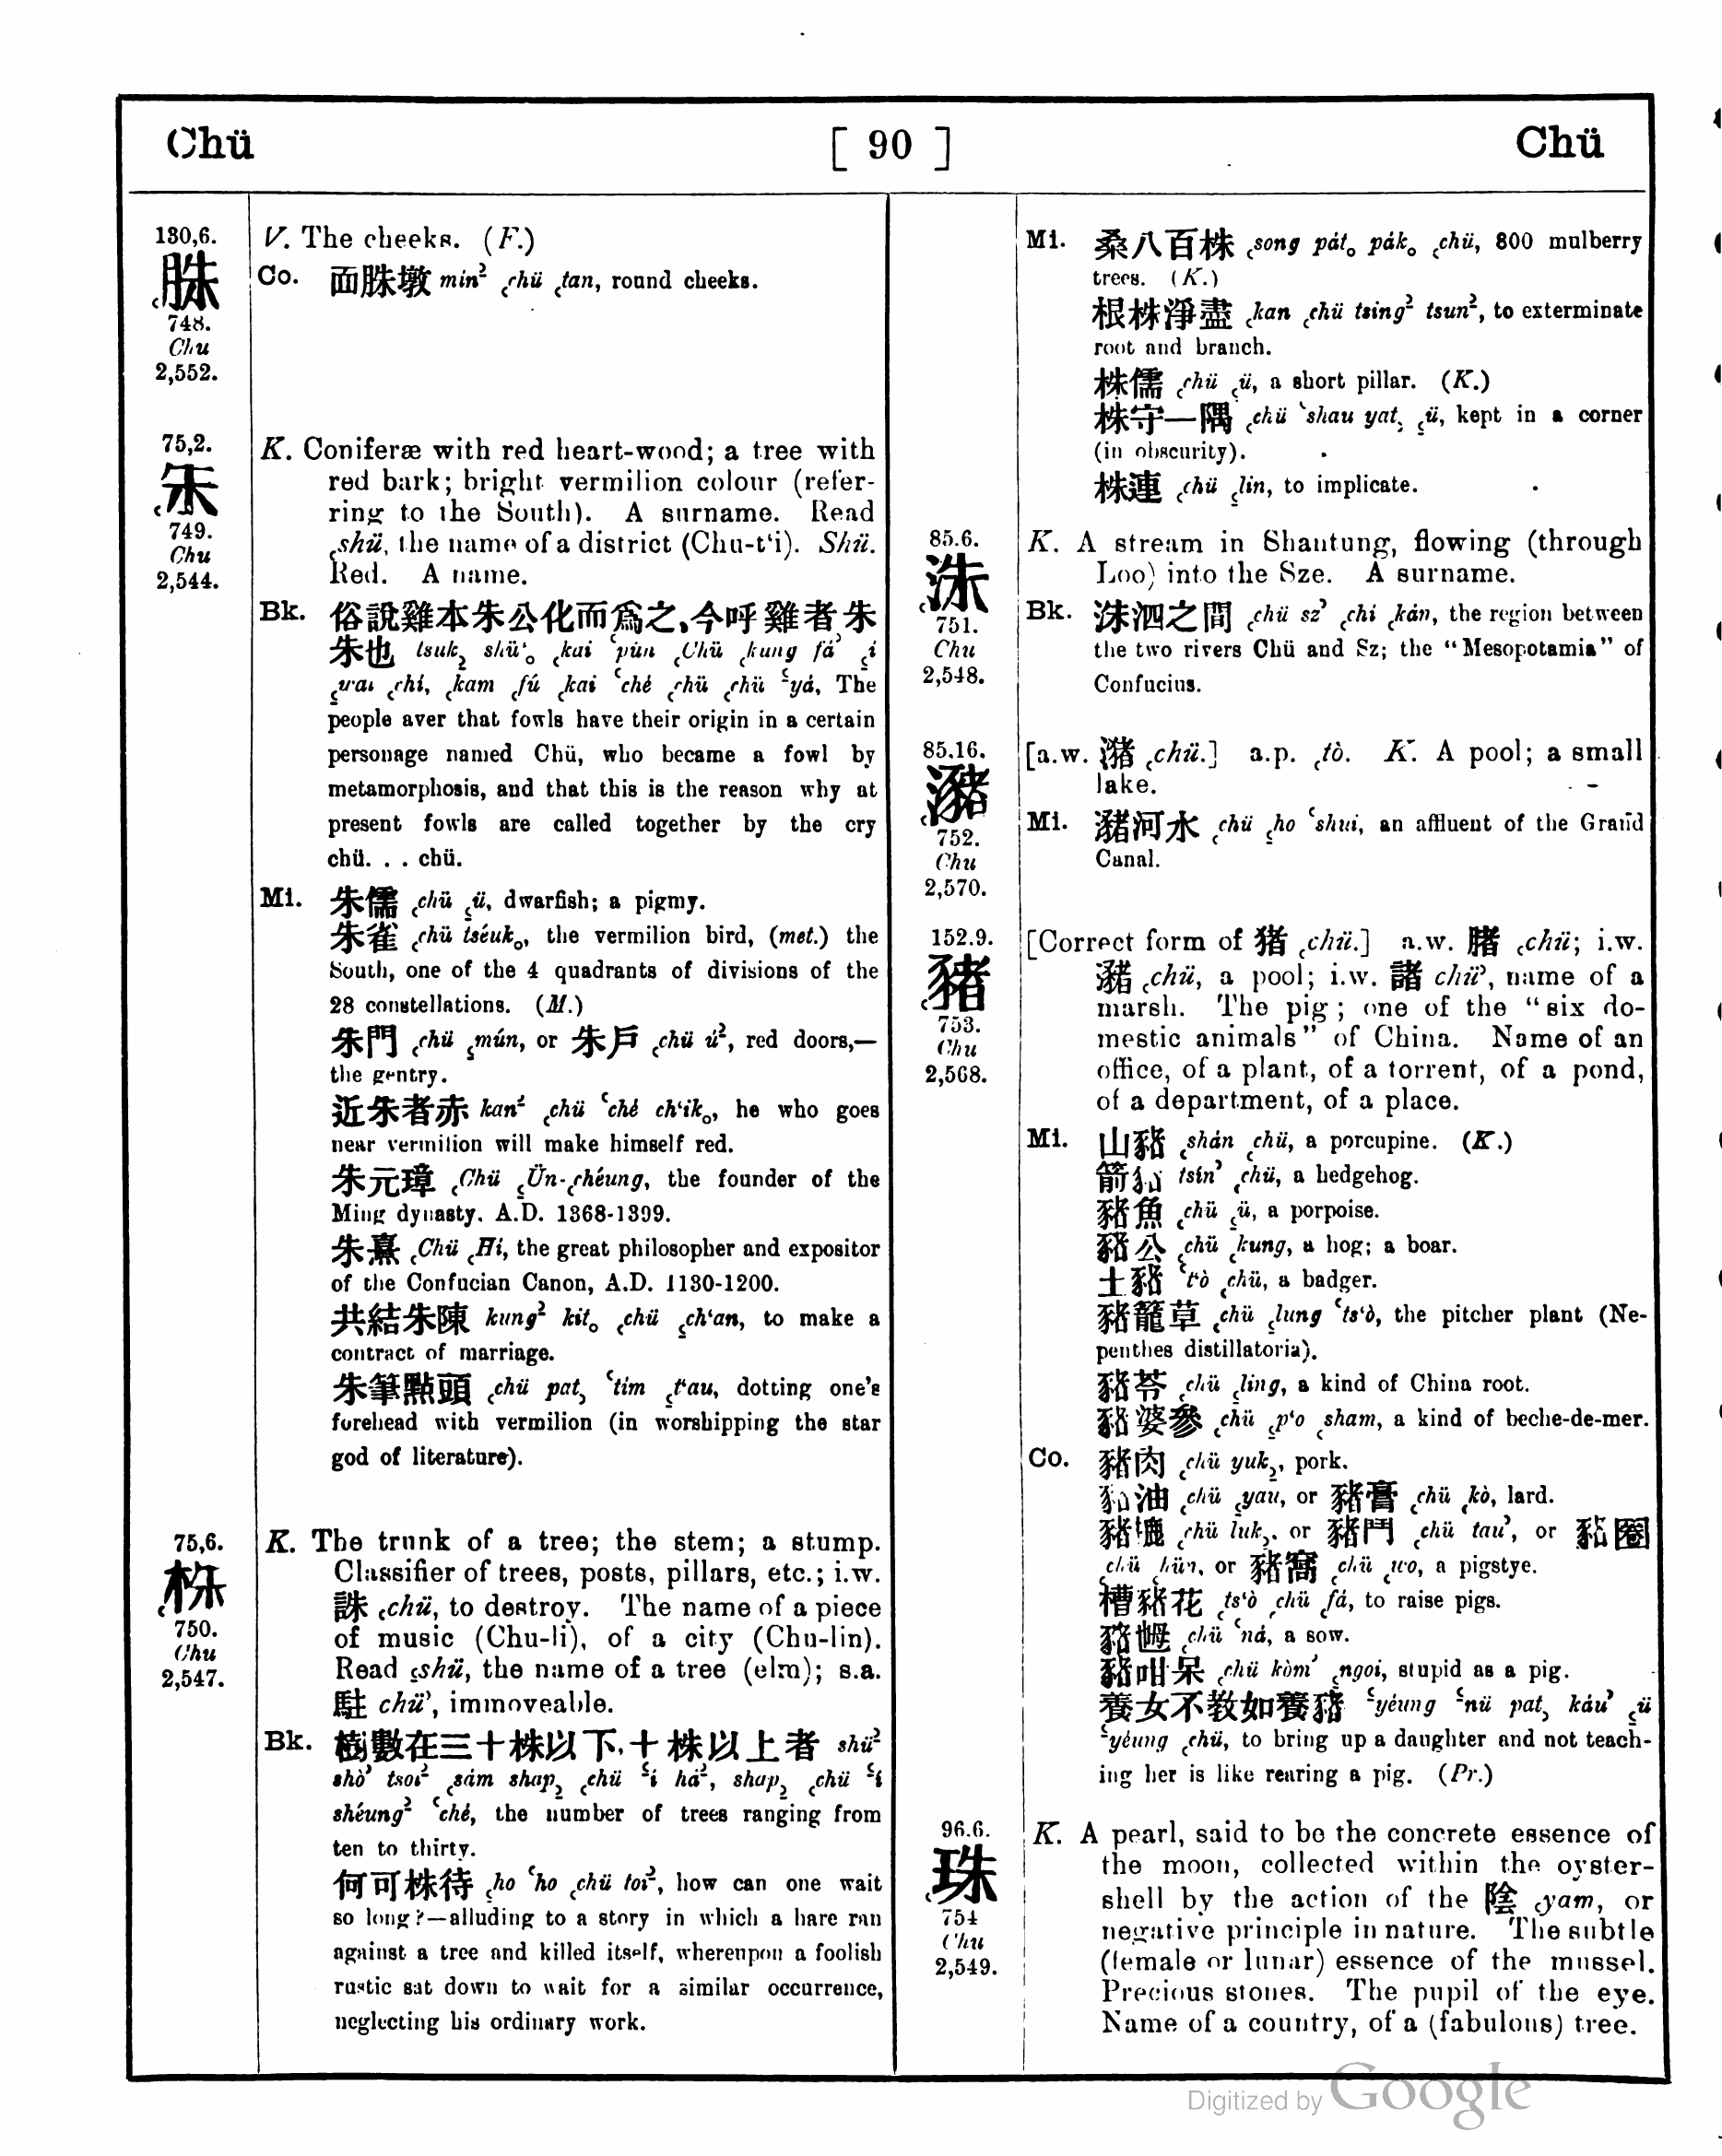 Chü [ 90 ] Chü
130,6.
朱
748.
Chu
2,552.
V. The cheeks. (F.)
Co. 面䏭墩 min² ꜀chü ꜀tan, round cheeks.
75,2.
朱
749.
Chu
2,544.
K. Coniferæ with red heart-wood; a tree with
red bark; bright vermilion colour (refer-
ring to the South). A surname. Read
꜀shü, the name of a district (Chu-t‘i). Shü.
Red. A name.
Bk. 俗說雞本朱公化而爲之、今呼雞者朱
朱也 tsuk꜇ shü‘ₒ ꜀kai ꜂pún ꜀Chü ꜀kung fá꜄ ꜁í
꜁wai ꜀chí, ꜀kam ꜀fú ꜀kai ꜂ché ꜀chü ꜀chü ꜃yá, The
people aver that fowls have their origin in a certain
personage named Chü, who became a fowl by
metamorphosis, and that this is the reason why at
present fowls are called together by the cry
chü. . . chü.
Mi. 朱儒 ꜀chü ꜁ü, dwarfish; a pigmy.
朱雀 ꜀chü tséukₒ, the vermilion bird, (met.) the
South, one of the 4 quadrants of divisions of the
28 constellations. (M.)
朱門 ꜀chü ꜁mún, or 朱戶 ꜀chü ú², red doors,—
the gentry.
近朱者赤 kan² ꜀chü ꜂ché ch‘ikₒ, he who goes
near vermilion will make himself red.
朱元璋 ꜀Chü ꜁Ün-꜀chéung, the founder of the
Ming dynasty. A.D. 1368-1399.
朱熹 ꜀Chü ꜀Hí, the great philosopher and expositor
of the Confucian Canon, A.D. 1130-1200.
共結朱陳 kung² kitₒ ꜀chü ꜁ch‘an, to make a
contract of marriage.
朱筆點頭 ꜀chü pat꜆ ꜂tím ꜁t‘au, dotting one's
forehead with vermilion (in worshipping the star
god of literature).
75,6.
株
750.
Chu
2,547.
K. The trunk of a tree; the stem; a stump.
Classifier of trees, posts, pillars, etc.; i.w.
誅 ꜀chü, to destroy. The name of a piece
of music (Chu-li), of a city (Chu-lin).
Read ꜁shü, the name of a tree (elm); s.a.
駐 chü꜄, immoveable.
Bk. 樹數在三十株以下、十株以上者 shü²
shò꜄ tsoi² ꜀sám shap꜇ ꜀chü ꜃í há², shap꜇ ꜀chü ꜃í
shéung² ꜂ché, the number of trees ranging from
ten to thirty.
何可株待 ꜁ho ꜂ho ꜀chü toi², how can one wait
so long?—alluding to a story in which a hare ran
against a tree and killed itself, whereupon a foolish
rustic sat down to wait for a similar occurrence,
neglecting his ordinary work.
Mi. 桑八百株 ꜀song pátₒ pákₒ ꜀chü, 800 mulberry
trees. (K.)
根株淨盡 ꜀kan ꜀chü tsing² tsun², to exterminate
root and branch.
株儒 ꜀chü ꜁ü, a short pillar. (K.)
株守一隅 ꜀chü ꜂shau yat꜆ ꜁ü, kept in a corner
(in obscurity).
株連 ꜀chü ꜁lin, to implicate.
85.6.
洙
751.
Chu
2,548.
K. A stream in Shantung, flowing (through
Loo) into the Sze. A surname.
Bk. 洙泗之間 ꜀chü sz꜄ ꜀chí ꜀kán, the region between
the two rivers Chü and Sz; the “Mesopotamia” of
Confucius.
85.16.
瀦
752.
Chu
2,570.
[a.w. 潴 ꜀chü.] a.p. ꜀tò. K. A pool; a small
lake.
Mi. 瀦河水 ꜀chü ꜁ho ꜂shui, an affluent of the Grand
Canal.
152.9.
豬
753.
Chu
2,568.
[Correct form of 猪 ꜀chü.] a.w. 䐗 ꜀chü; i.w.
瀦 ꜀chü, a pool; i.w. 諸 chü꜄, name of a
marsh. The pig; one of the “six do-
mestic animals” of China. Name of an
office, of a plant, of a torrent, of a pond,
of a department, of a place.
Mi. 山豬 ꜀shán ꜀chü, a porcupine. (K.)
箭豬 tsín꜄ ꜀chü, a hedgehog.
豬魚 ꜀chü ꜁ü, a porpoise.
豬公 ꜀chü ꜀kung, a hog; a boar.
土豬 ꜂t‘ò ꜀chü, a badger.
豬籠草 ꜀chü ꜁lung ꜂ts‘ò, the pitcher plant (Ne-
penthes distillatoria).
豬苓 ꜀chü ꜁ling, a kind of China root.
豬婆參 ꜀chü ꜁p‘o ꜀sham, a kind of beche-de-mer.
Co. 豬肉 ꜀chü yuk꜇, pork.
豬油 ꜀chü ꜁yau, or 豬膏 ꜀chü ꜀kò, lard.
豬 ꜀chü luk꜇, or 豬鬥 ꜀chü tau꜄, or 豬圈
꜀chü ꜀hün, or 豬窩 ꜀chü ꜀wo, a pigstye.
槽豬花 ꜁ts‘ò ꜀chü ꜀fá, to raise pigs.
豬乸 ꜀chü ꜂ná, a sow.
豬咁呆 ꜀chü kòm꜄ ꜁ngoi, stupid as a pig.
養女不教如養豬 ꜃yéung ꜃nü pat꜆ káu꜄ ꜁ü
꜃yéung ꜀chü, to bring up a daughter and not teach-
ing her is like rearing a pig. (Pr.)
96.6.
珠
754
Chu
2,549.
K. A pearl, said to be the concrete essence of
the moon, collected within the oyster-
shell by the action of the 陰 ꜀yam, or
negative principle in nature. The subtle
(female or lunar) essence of the mussel.
Precious stones. The pupil of the eye.
Name of a country, of a (fabulous) tree.
Digitized by Google